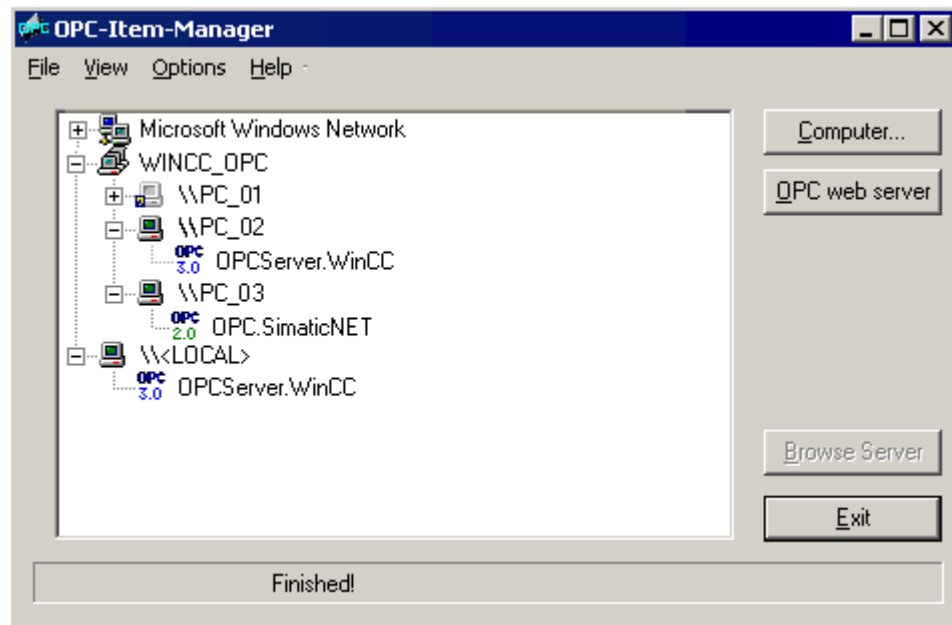 OPC-Item-Manager
File View Options Help
Microsoft Windows Network
WINCC_OPC
\\PC_01
\\PC_02
OPC 3.0 OPCServer.WinCC
\\PC_03
OPC 2.0 OPC.SimaticNET
\\<LOCAL>
OPC 3.0 OPCServer.WinCC
Computer...
OPC web server
Browse Server
Exit
Finished!